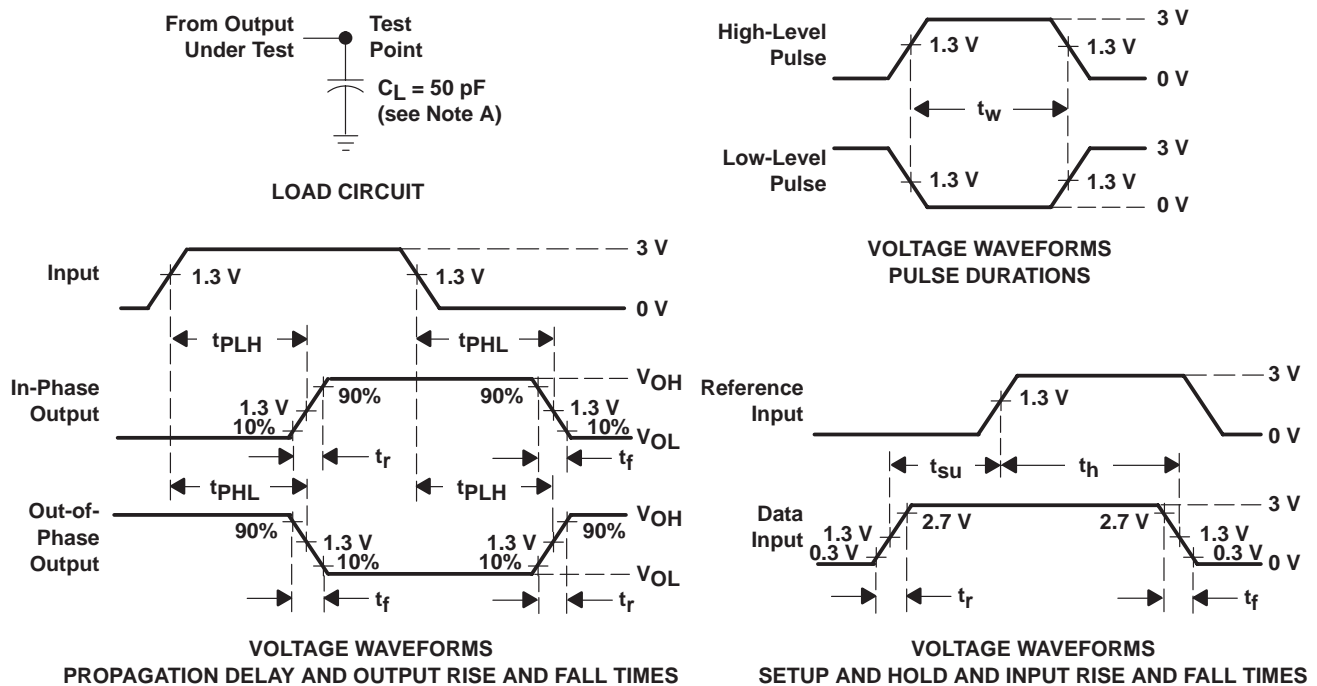 From Output
Under Test
Test
Point
CL = 50 pF
(see Note A)
LOAD CIRCUIT
High-Level
Pulse
1.3 V
1.3 V
3 V
0 V
tw
Low-Level
Pulse
1.3 V
1.3 V
3 V
0 V
VOLTAGE WAVEFORMS
PULSE DURATIONS
Input
1.3 V
1.3 V
3 V
0 V
tPLH
tPHL
In-Phase
Output
1.3 V
10%
90%
90%
1.3 V
10%
VOH
VOL
tr
tf
tPHL
tPLH
Out-of-
Phase
Output
90%
1.3 V
10%
1.3 V
10%
90%
VOH
VOL
tf
tr
VOLTAGE WAVEFORMS
PROPAGATION DELAY AND OUTPUT RISE AND FALL TIMES
Reference
Input
1.3 V
3 V
0 V
tsu
th
Data
Input
1.3 V
0.3 V
2.7 V
2.7 V
1.3 V
0.3 V
3 V
0 V
tr
tf
VOLTAGE WAVEFORMS
SETUP AND HOLD AND INPUT RISE AND FALL TIMES